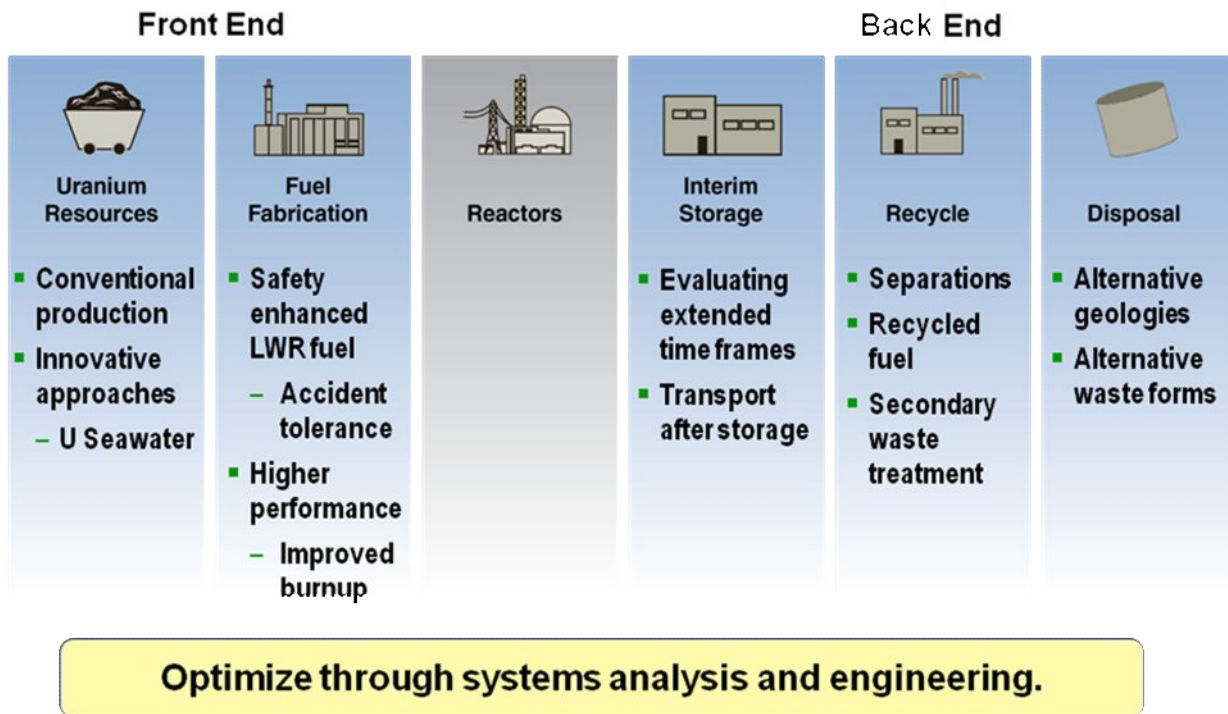 Front End
Back End
Uranium
Resources
▪ Conventional
production
▪ Innovative
approaches
– U Seawater
Fuel
Fabrication
▪ Safety
enhanced
LWR fuel
– Accident
tolerance
▪ Higher
performance
– Improved
burnup
Reactors
Interim
Storage
▪ Evaluating
extended
time frames
▪ Transport
after storage
Recycle
▪ Separations
▪ Recycled
fuel
▪ Secondary
waste
treatment
Disposal
▪ Alternative
geologies
▪ Alternative
waste forms
Optimize through systems analysis and engineering.